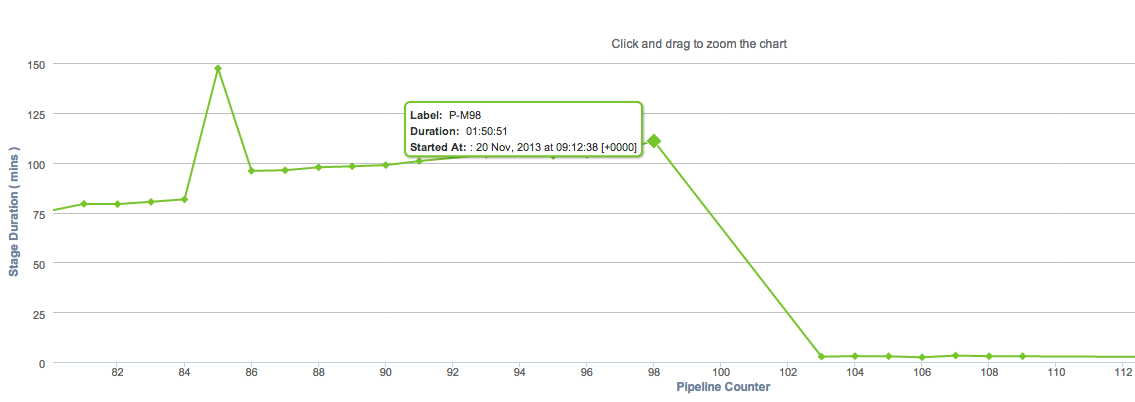 Click and drag to zoom the chart
150
125
100
75
50
25
0
Stage Duration ( mins )
Label: P-M98
Duration: 01:50:51
Started At: : 20 Nov, 2013 at 09:12:38 [+0000]
82 84 86 88 90 92 94 96 98 100 102 104 106 108 110 112
Pipeline Counter